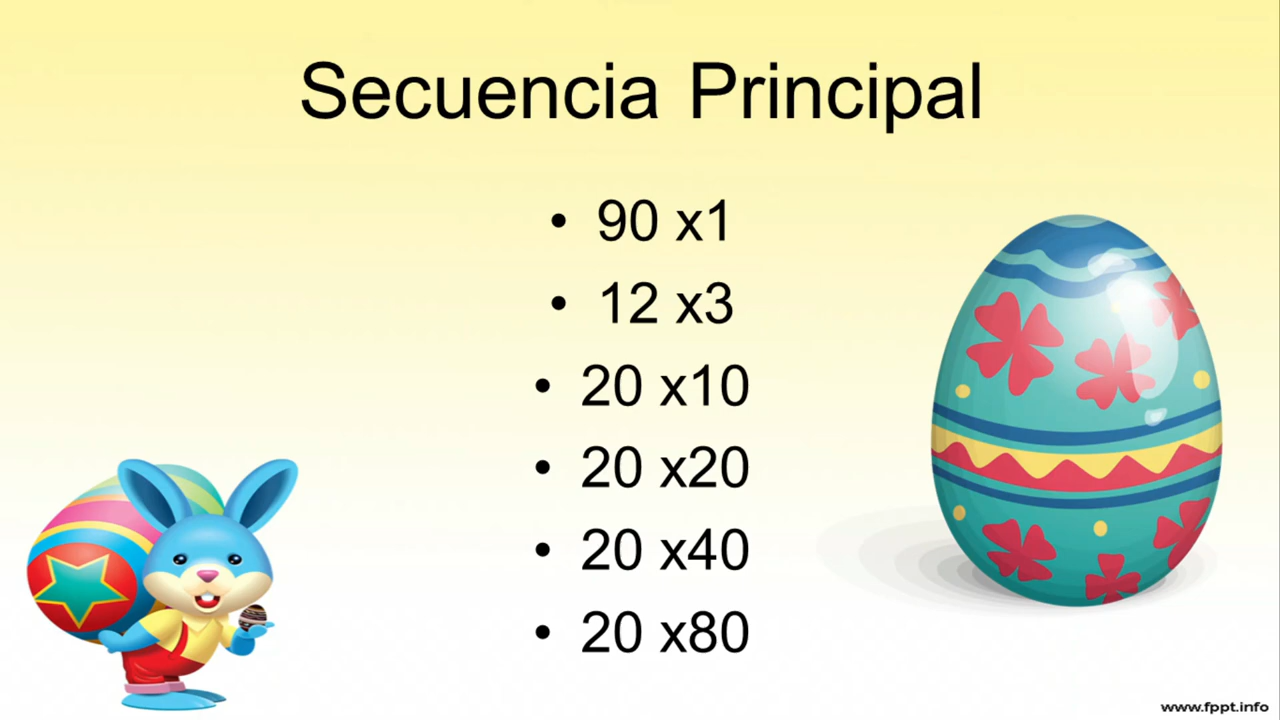 Secuencia Principal
• 90 x1
• 12 x3
• 20 x10
• 20 x20
• 20 x40
• 20 x80
www.fppt.info